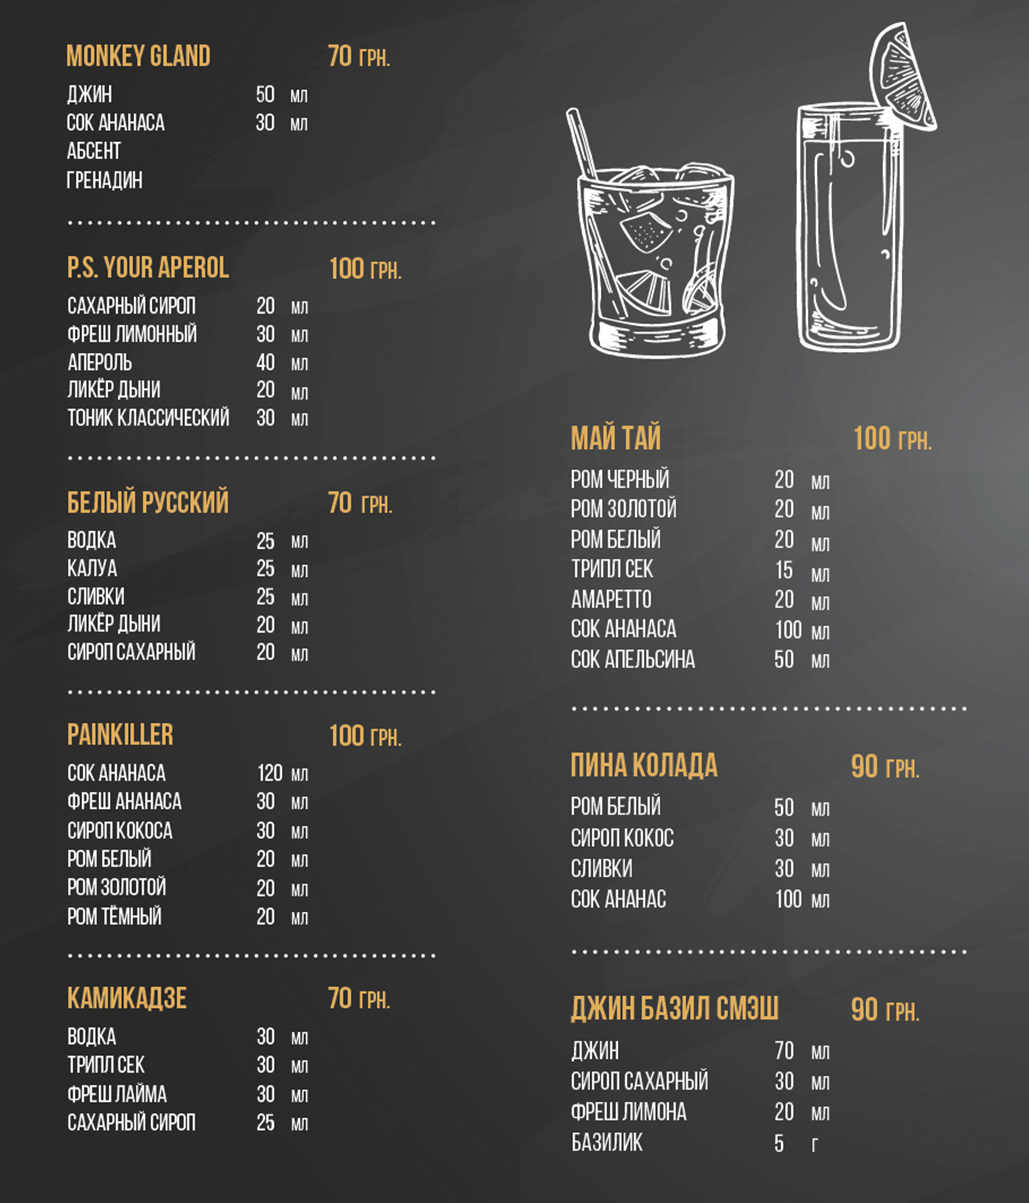 MONKEY GLAND 70 ГРН.
ДЖИН 50 МЛ
СОК АНАНАСА 30 МЛ
АБСЕНТ
ГРЕНАДИН
P.S. YOUR APEROL 100 ГРН.
САХАРНЫЙ СИРОП 20 МЛ
ФРЕШ ЛИМОННЫЙ 30 МЛ
АПЕРОЛЬ 40 МЛ
ЛИКЁР ДЫНИ 20 МЛ
ТОНИК КЛАССИЧЕСКИЙ 30 МЛ
БЕЛЫЙ РУССКИЙ 70 ГРН.
ВОДКА 25 МЛ
КАЛУА 25 МЛ
СЛИВКИ 25 МЛ
ЛИКЁР ДЫНИ 20 МЛ
СИРОП САХАРНЫЙ 20 МЛ
PAINKILLER 100 ГРН.
СОК АНАНАСА 120 МЛ
ФРЕШ АНАНАСА 30 МЛ
СИРОП КОКОСА 30 МЛ
РОМ БЕЛЫЙ 20 МЛ
РОМ ЗОЛОТОЙ 20 МЛ
РОМ ТЁМНЫЙ 20 МЛ
КАМИКАДЗЕ 70 ГРН.
ВОДКА 30 МЛ
ТРИПЛ СЕК 30 МЛ
ФРЕШ ЛАЙМА 30 МЛ
САХАРНЫЙ СИРОП 25 МЛ
МАЙ ТАЙ 100 ГРН.
РОМ ЧЕРНЫЙ 20 МЛ
РОМ ЗОЛОТОЙ 20 МЛ
РОМ БЕЛЫЙ 20 МЛ
ТРИПЛ СЕК 15 МЛ
АМАРЕТТО 20 МЛ
СОК АНАНАСА 100 МЛ
СОК АПЕЛЬСИНА 50 МЛ
ПИНА КОЛАДА 90 ГРН.
РОМ БЕЛЫЙ 50 МЛ
СИРОП КОКОС 30 МЛ
СЛИВКИ 30 МЛ
СОК АНАНАС 100 МЛ
ДЖИН БАЗИЛ СМЭШ 90 ГРН.
ДЖИН 70 МЛ
СИРОП САХАРНЫЙ 30 МЛ
ФРЕШ ЛИМОНА 20 МЛ
БАЗИЛИК 5 Г